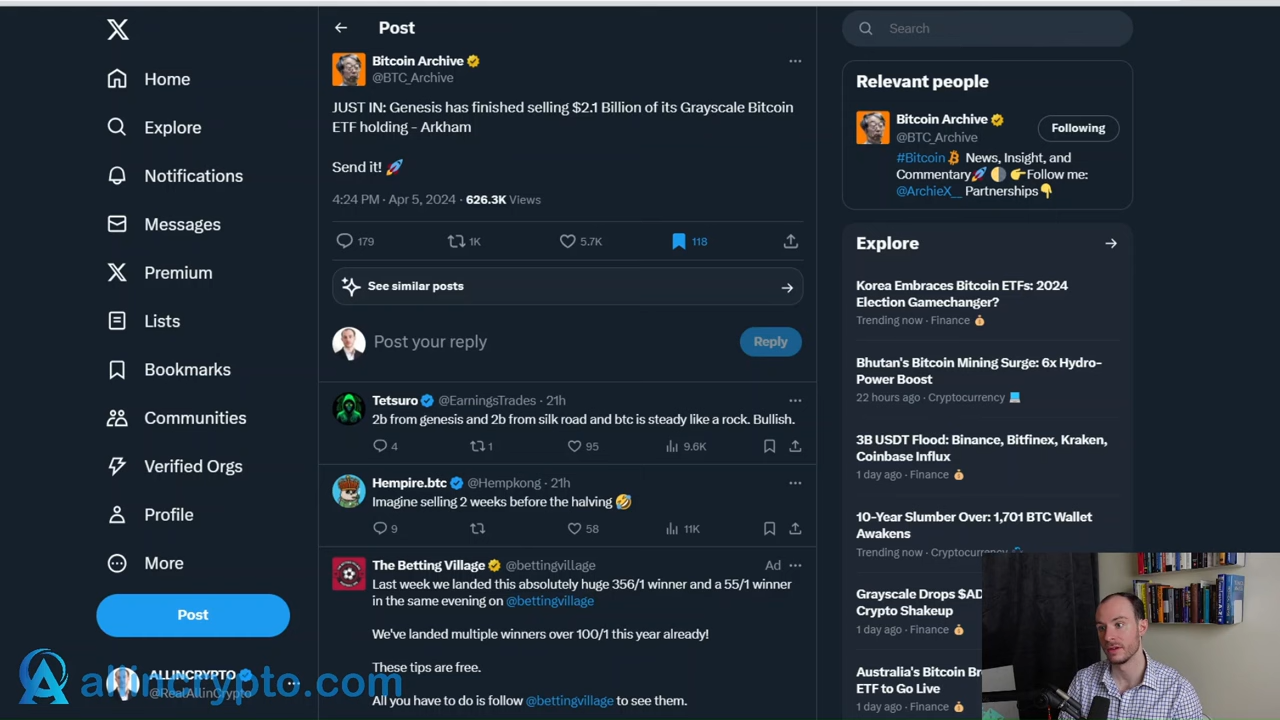 Post
Search
Home
Explore
Notifications
Messages
Premium
Lists
Bookmarks
Communities
Verified Orgs
Profile
More
Post
ALLINCRYPTO
@RealAllinCrypto
allincrypto.com
Bitcoin Archive
@BTC_Archive
JUST IN: Genesis has finished selling $2.1 Billion of its Grayscale Bitcoin
ETF holding - Arkham
Send it! 🚀
4:24 PM · Apr 5, 2024 · 626.3K Views
179 1K 5.7K 118
See similar posts
Post your reply
Reply
Tetsuro @EarningsTrades · 21h
2b from genesis and 2b from silk road and btc is steady like a rock. Bullish.
4 1 95 9.6K
Hempire.btc @Hempkong · 21h
Imagine selling 2 weeks before the halving 🤣
9 58 11K
The Betting Village @bettingvillage Ad
Last week we landed this absolutely huge 356/1 winner and a 55/1 winner
in the same evening on @bettingvillage
We've landed multiple winners over 100/1 this year already!
These tips are free.
All you have to do is follow @bettingvillage to see them.
Relevant people
Bitcoin Archive
@BTC_Archive
Following
#Bitcoin News, Insight, and
Commentary🚀 🌗 👉Follow me:
@ArchieX__ Partnerships👇
Explore
Korea Embraces Bitcoin ETFs: 2024
Election Gamechanger?
Trending now · Finance 💰
Bhutan's Bitcoin Mining Surge: 6x Hydro-
Power Boost
22 hours ago · Cryptocurrency 💻
3B USDT Flood: Binance, Bitfinex, Kraken,
Coinbase Influx
1 day ago · Finance 💰
10-Year Slumber Over: 1,701 BTC Wallet
Awakens
Trending now · Cryptocurrency
Grayscale Drops $AD
Crypto Shakeup
1 day ago · Finance 💰
Australia's Bitcoin Br
ETF to Go Live
1 day ago · Finance 💰